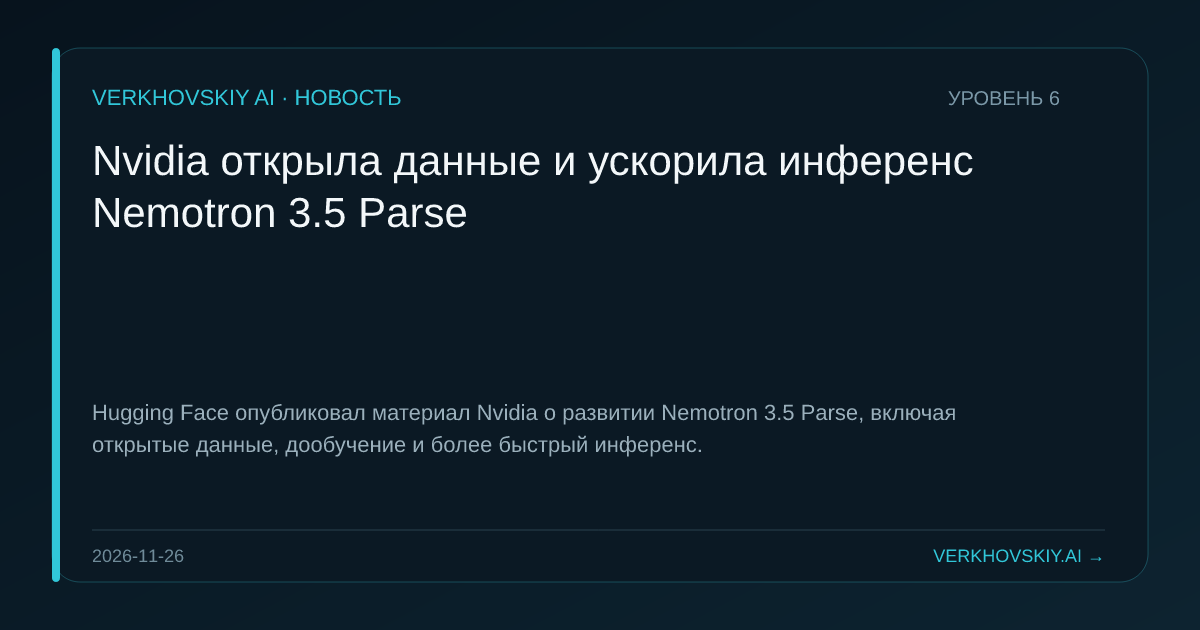 VERKHOVSKIY AI · НОВОСТЬ
УРОВЕНЬ 6
Nvidia открыла данные и ускорила инференс
Nemotron 3.5 Parse
Hugging Face опубликовал материал Nvidia о развитии Nemotron 3.5 Parse, включая
открытые данные, дообучение и более быстрый инференс.
2026-11-26
VERKHOVSKIY.AI →